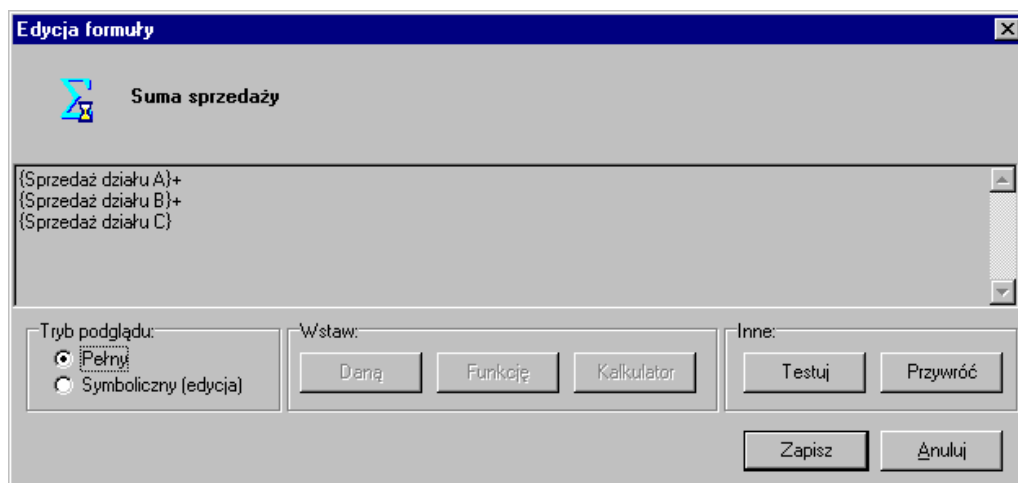 Edycja formuły
Suma sprzedaży
{Sprzedaż działu A}+
{Sprzedaż działu B}+
{Sprzedaż działu C}
Tryb podglądu:
Pełny
Symboliczny (edycja)
Wstaw:
Daną
Funkcję
Kalkulator
Inne:
Testuj
Przywróć
Zapisz
Anuluj